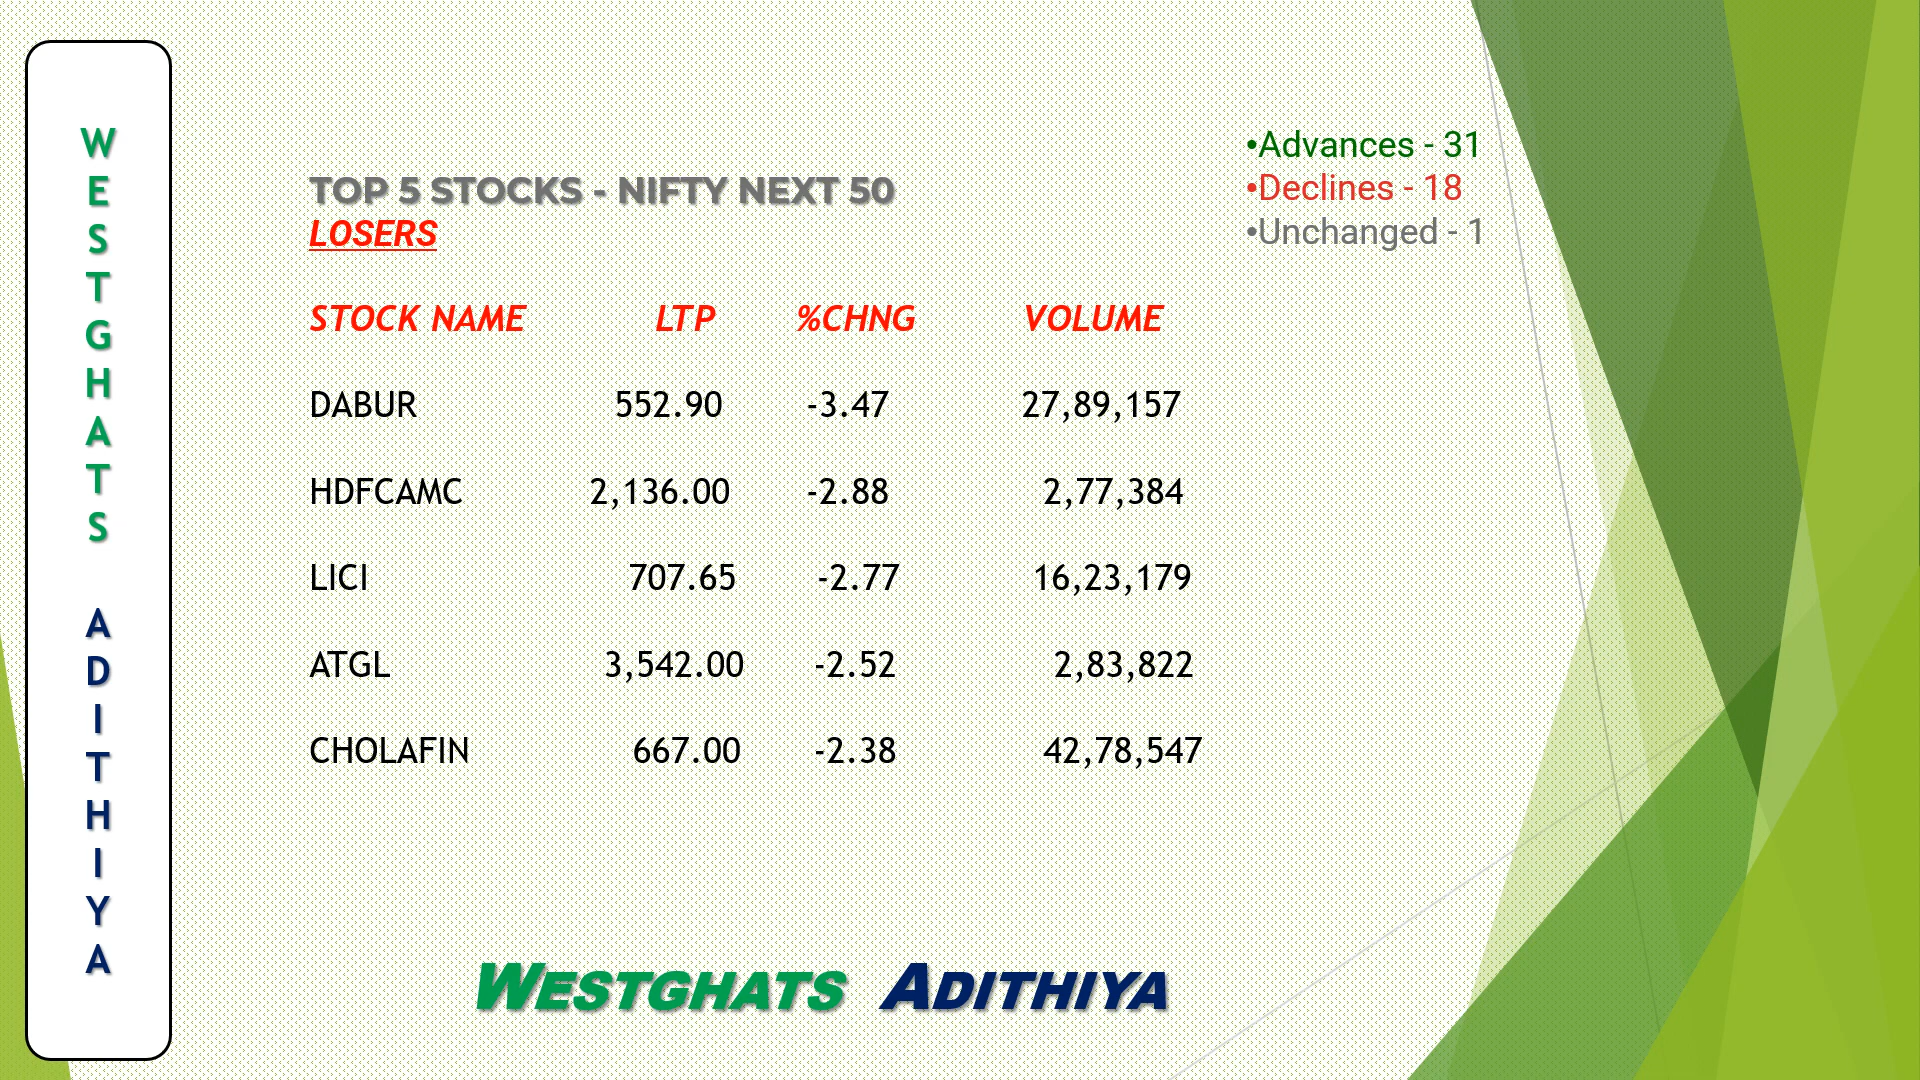 WESTGHATS ADITHIYA
•Advances - 31
•Declines - 18
•Unchanged - 1
TOP 5 STOCKS - NIFTY NEXT 50
LOSERS
STOCK NAME LTP %CHNG VOLUME
DABUR 552.90 -3.47 27,89,157
HDFCAMC 2,136.00 -2.88 2,77,384
LICI 707.65 -2.77 16,23,179
ATGL 3,542.00 -2.52 2,83,822
CHOLAFIN 667.00 -2.38 42,78,547
WESTGHATS ADITHIYA